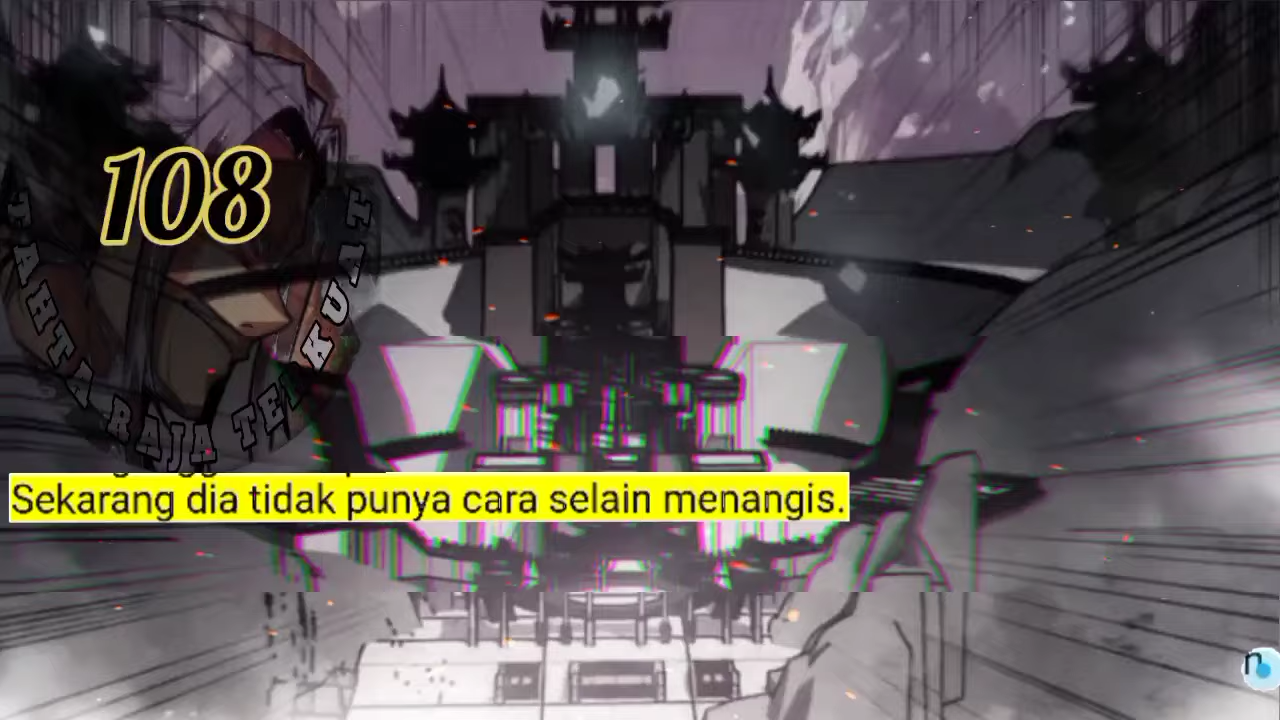 108
TAHTA RAJA TERKUAT
Sekarang dia tidak punya cara selain menangis.
n